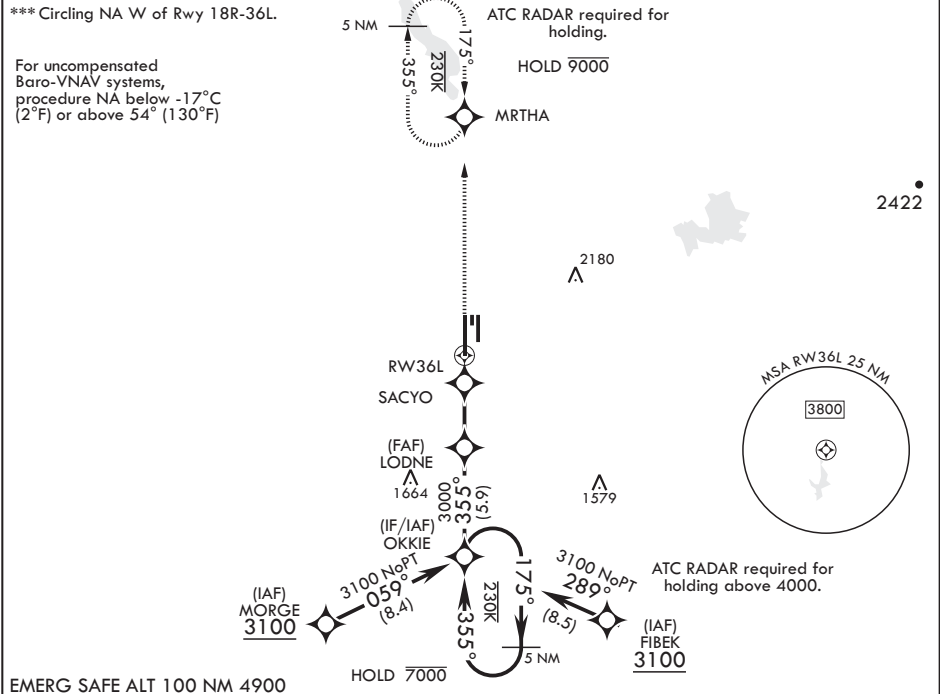 *** Circling NA W of Rwy 18R-36L.
For uncompensated
Baro-VNAV systems,
procedure NA below -17°C
(2°F) or above 54° (130°F)
5 NM
355°
230K
175°
ATC RADAR required for
holding.
HOLD 9000
MRTHA
2422
2180
RW36L
SACYO
MSA RW36L 25 NM
3800
(FAF)
LODNE
1664
3000
355°
(5.9)
1579
(IF/IAF)
OKKIE
3100 NoPT
059°
(8.4)
(IAF)
MORGE
3100
355°
230K
175°
5 NM
HOLD 7000
3100 NoPT
289°
(8.5)
(IAF)
FIBEK
3100
ATC RADAR required for
holding above 4000.
EMERG SAFE ALT 100 NM 4900